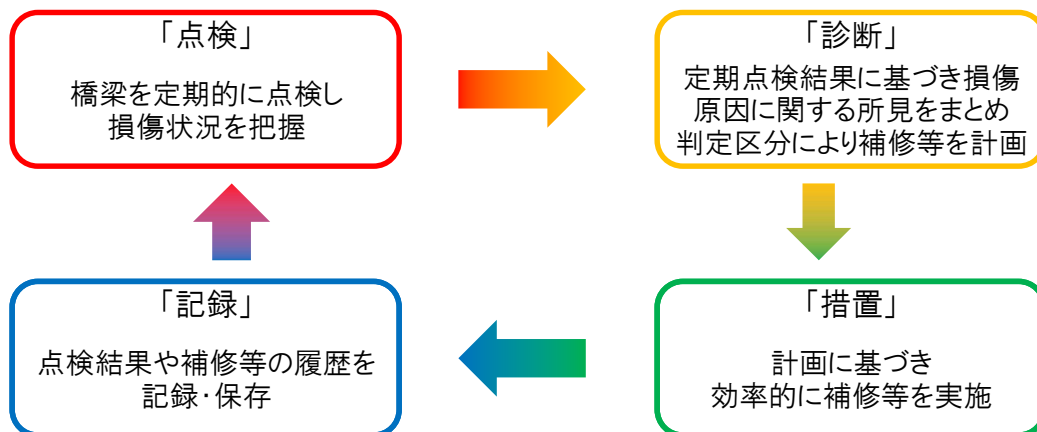 「点検」
橋梁を定期的に点検し
損傷状況を把握
「診断」
定期点検結果に基づき損傷
原因に関する所見をまとめ
判定区分により補修等を計画
「記録」
点検結果や補修等の履歴を
記録・保存
「措置」
計画に基づき
効率的に補修等を実施